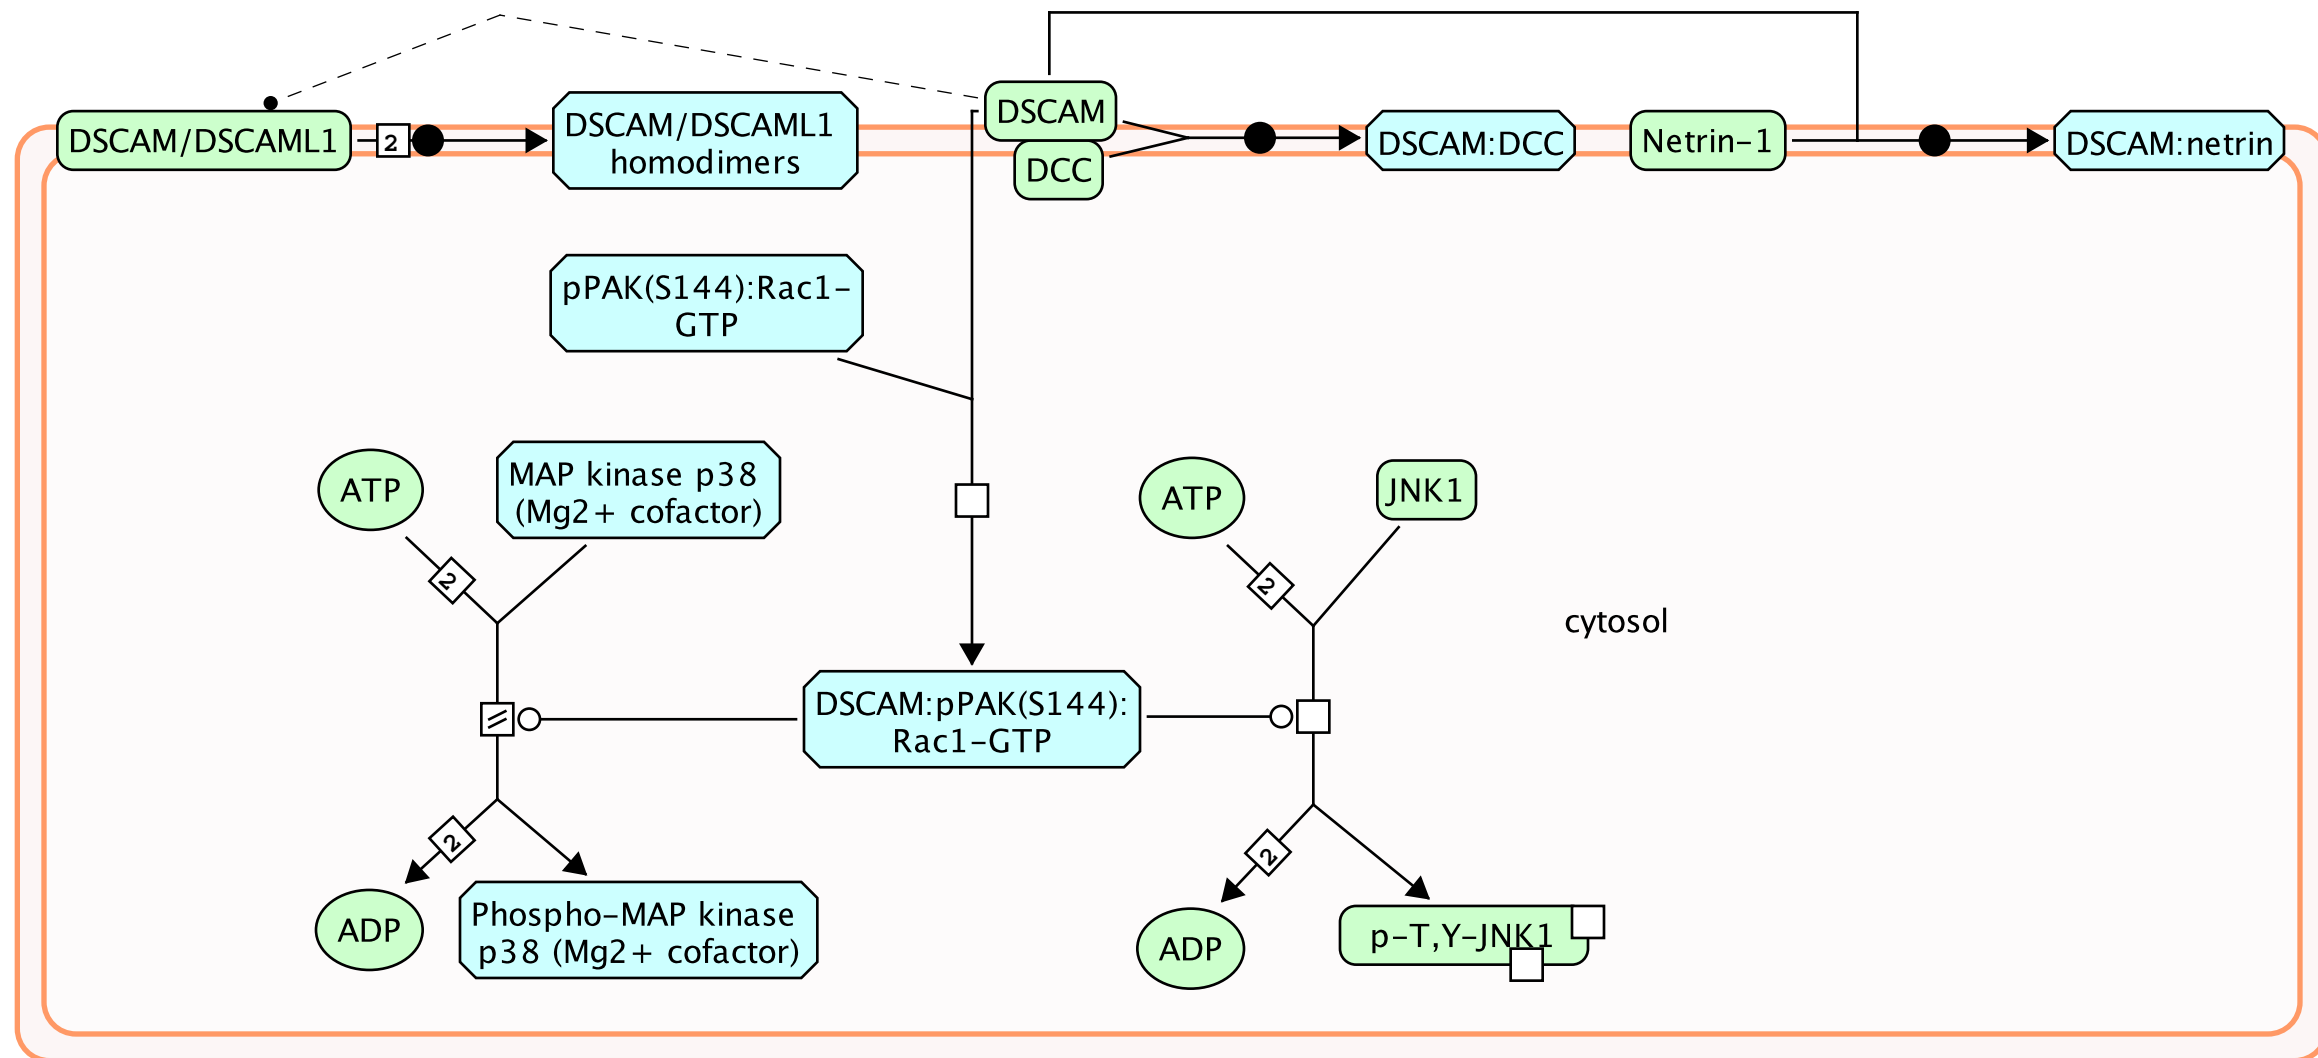 DSCAM/DSCAML1
2
DSCAM/DSCAML1
homodimers
DSCAM
DCC
DSCAM:DCC
Netrin-1
DSCAM:netrin
pPAK(S144):Rac1-
GTP
ATP
MAP kinase p38
(Mg2+ cofactor)
2
ATP
JNK1
2
cytosol
DSCAM:pPAK(S144):
Rac1-GTP
2
ADP
Phospho-MAP kinase
p38 (Mg2+ cofactor)
2
ADP
p-T,Y-JNK1